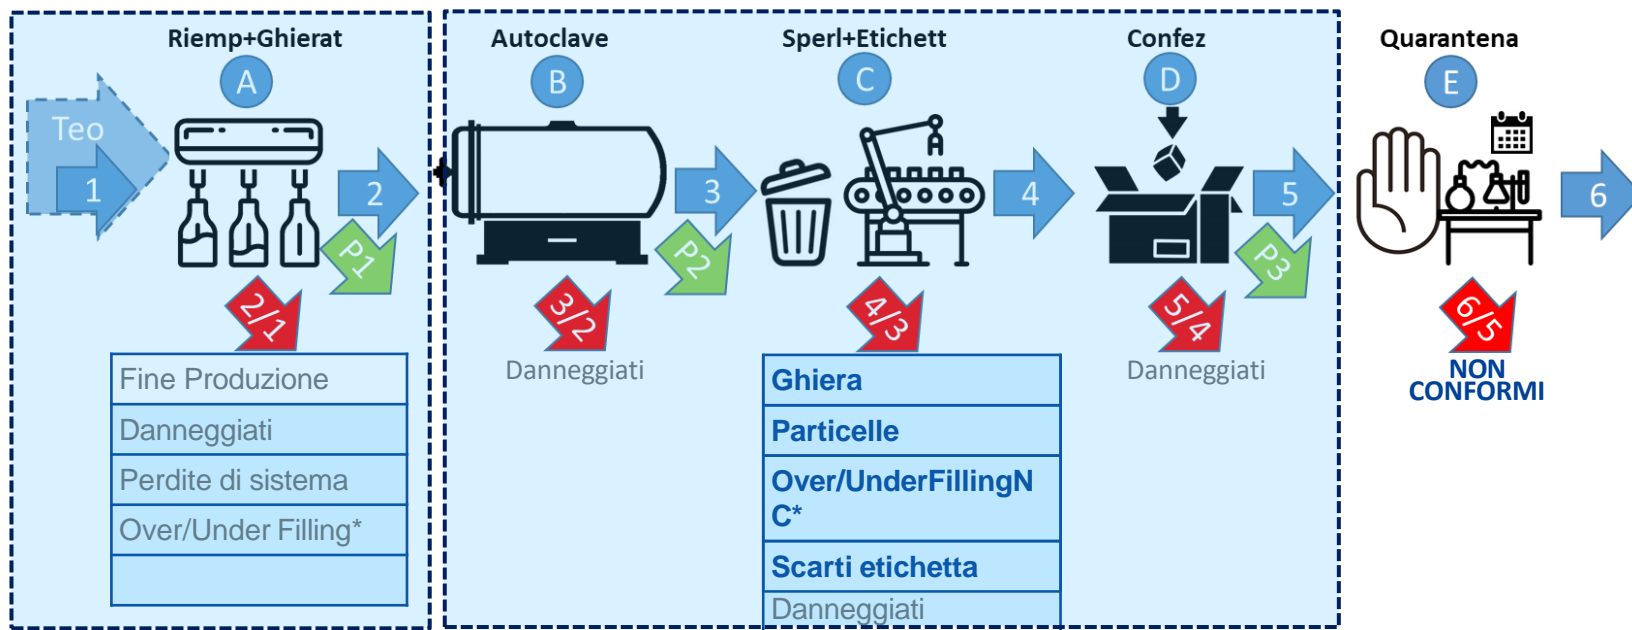 Riemp+Ghierat
Autoclave
Sperl+Etichett
Confez
Quarantena
A
B
C
D
E
Teo
1
2
3
4
5
6
P1
P2
P3
2/1
3/2
4/3
5/4
6/5
Fine Produzione
Danneggiati
Perdite di sistema
Over/Under Filling*
Danneggiati
Ghiera
Particelle
Over/UnderFillingN
C*
Scarti etichetta
Danneggiati
Danneggiati
NON
CONFORMI